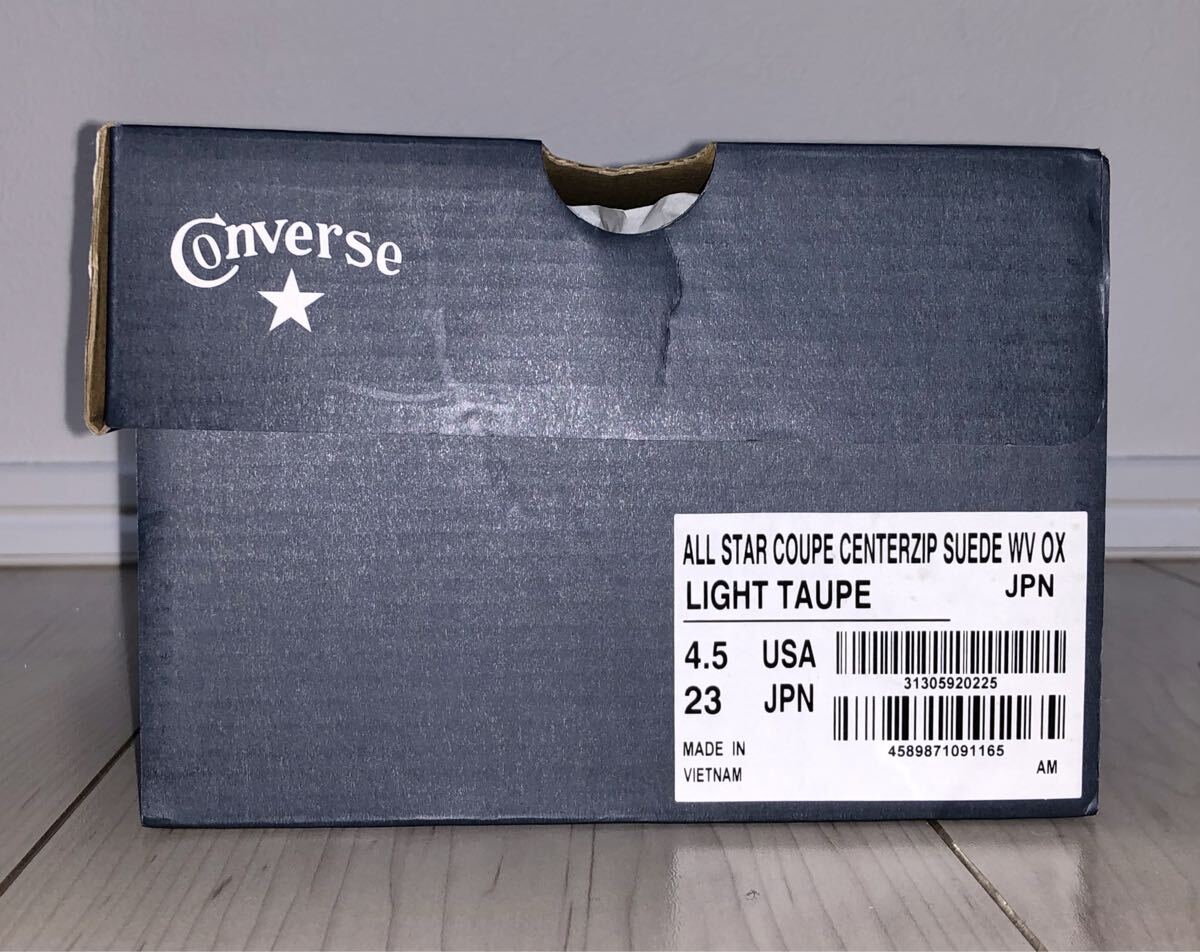 Converse
ALL STAR COUPE CENTERZIP SUEDE WV OX
LIGHT TAUPE JPN
4.5 USA
31305920225
23 JPN
4589871091165
MADE IN
VIETNAM
AM